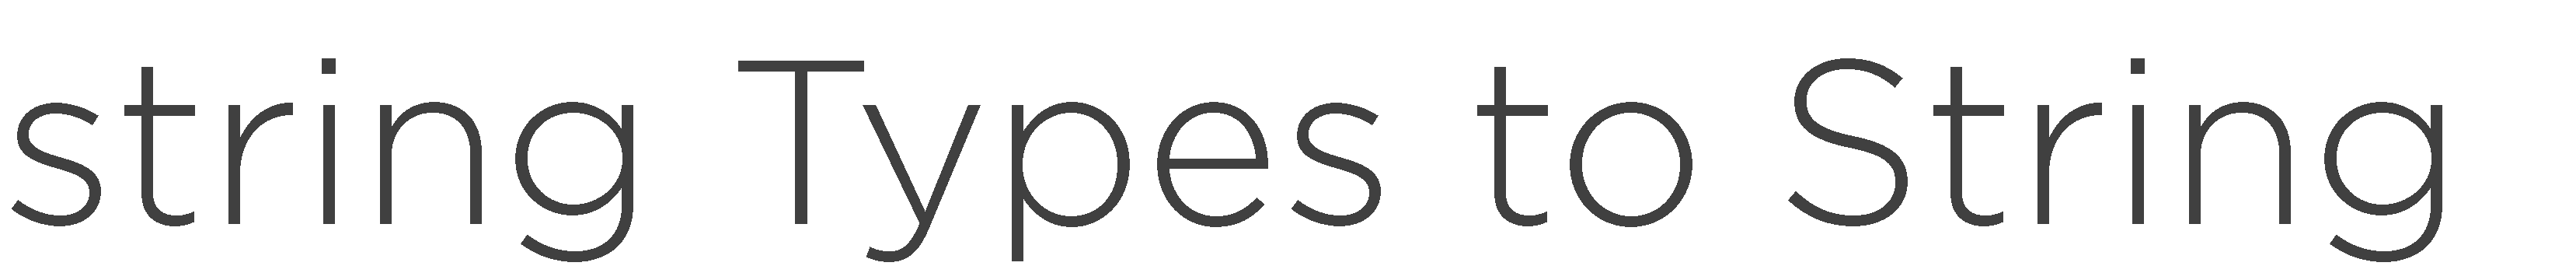 string Types to String